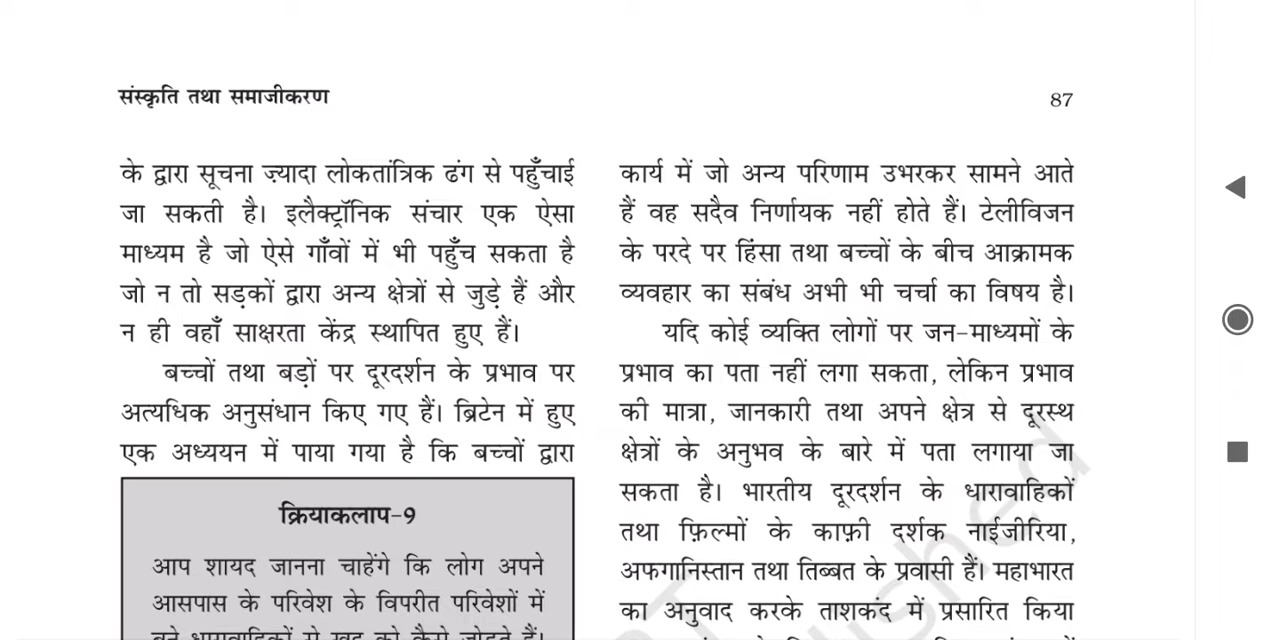 संस्कृति तथा समाजीकरण
87
के द्वारा सूचना ज़्यादा लोकतांत्रिक ढंग से पहुँचाई
जा सकती है। इलैक्ट्रॉनिक संचार एक ऐसा
माध्यम है जो ऐसे गाँवों में भी पहुँच सकता है
जो न तो सड़कों द्वारा अन्य क्षेत्रों से जुड़े हैं और
न ही वहाँ साक्षरता केंद्र स्थापित हुए हैं।
बच्चों तथा बड़ों पर दूरदर्शन के प्रभाव पर
अत्यधिक अनुसंधान किए गए हैं। ब्रिटेन में हुए
एक अध्ययन में पाया गया है कि बच्चों द्वारा
क्रियाकलाप-9
आप शायद जानना चाहेंगे कि लोग अपने
आसपास के परिवेश के विपरीत परिवेशों में
बने धारावाहिकों से खुद को कैसे जोड़ते हैं।
कार्य में जो अन्य परिणाम उभरकर सामने आते
हैं वह सदैव निर्णायक नहीं होते हैं। टेलीविजन
के परदे पर हिंसा तथा बच्चों के बीच आक्रामक
व्यवहार का संबंध अभी भी चर्चा का विषय है।
यदि कोई व्यक्ति लोगों पर जन-माध्यमों के
प्रभाव का पता नहीं लगा सकता, लेकिन प्रभाव
की मात्रा, जानकारी तथा अपने क्षेत्र से दूरस्थ
क्षेत्रों के अनुभव के बारे में पता लगाया जा
सकता है। भारतीय दूरदर्शन के धारावाहिकों
तथा फ़िल्मों के काफ़ी दर्शक नाईजीरिया,
अफगानिस्तान तथा तिब्बत के प्रवासी हैं। महाभारत
का अनुवाद करके ताशकंद में प्रसारित किया